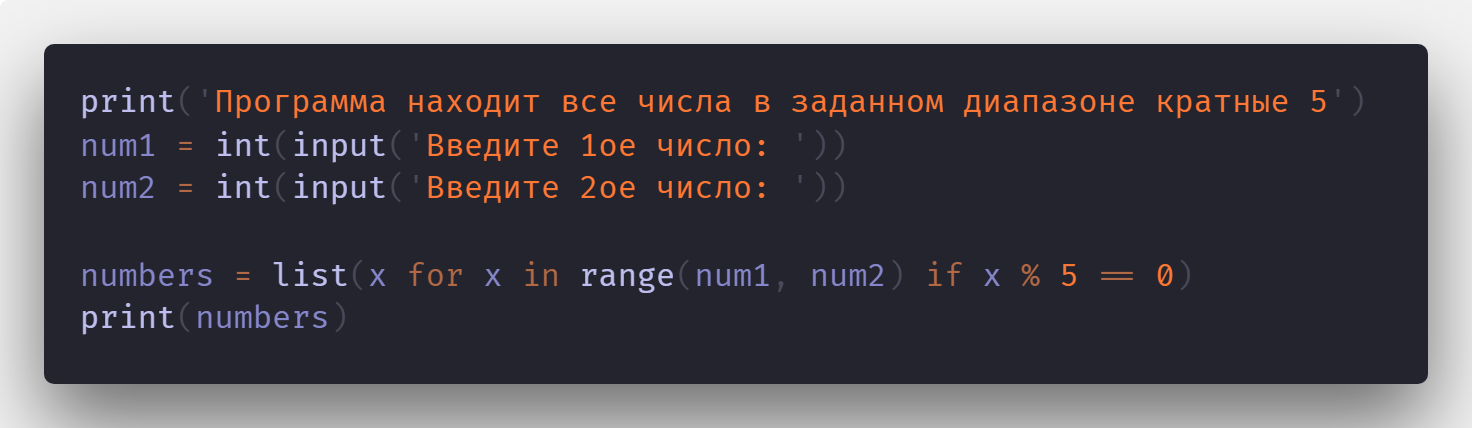 print('Программа находит все числа в заданном диапазоне кратные 5')
num1 = int(input('Введите 1ое число: '))
num2 = int(input('Введите 2ое число: '))
numbers = list(x for x in range(num1, num2) if x % 5 == 0)
print(numbers)